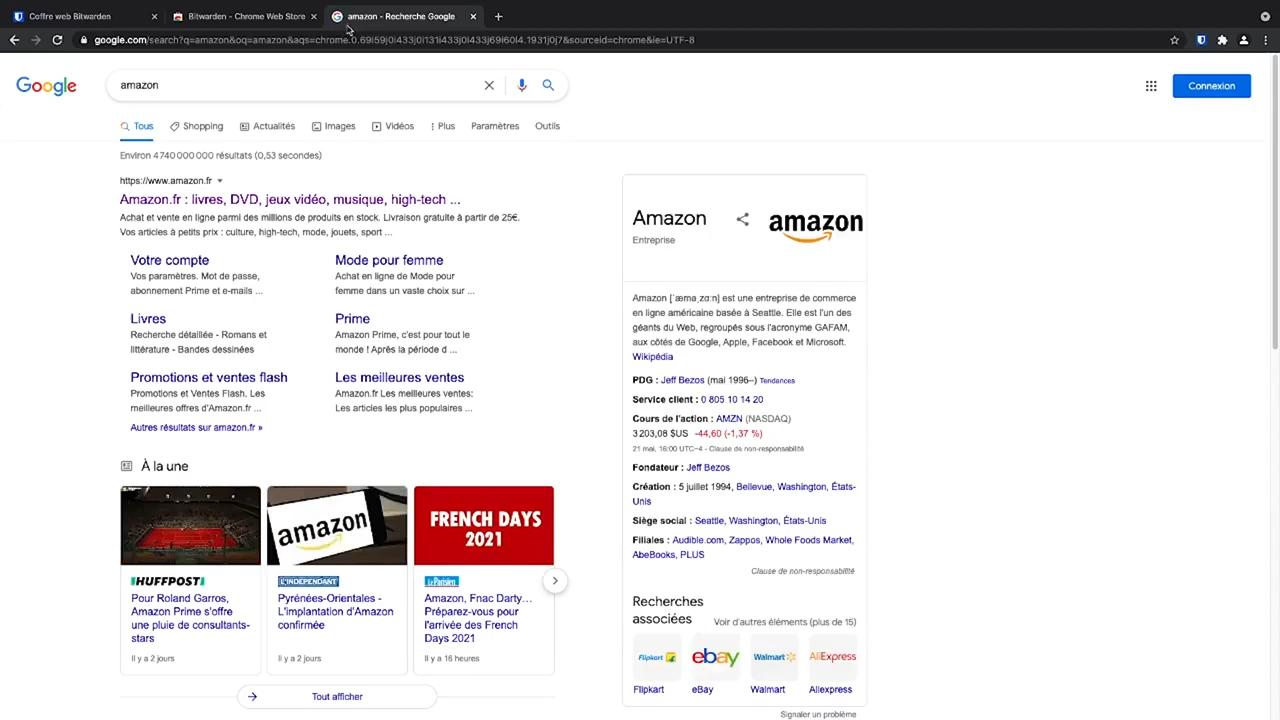 Coffre web Bitwarden
Bitwarden - Chrome Web Store
amazon - Recherche Google
google.com/search?q=amazon&oq=amazon&aqs=chrome.0.69i59j0i433j0i131i433j0i433j69i60l4.1931j0j7&sourceid=chrome&ie=UTF-8
Google
amazon
Connexion
Tous
Shopping
Actualités
Images
Vidéos
Plus
Paramètres
Outils
Environ 4 740 000 000 résultats (0,53 secondes)
https://www.amazon.fr
Amazon.fr : livres, DVD, jeux vidéo, musique, high-tech ...
Achat et vente en ligne parmi des millions de produits en stock. Livraison gratuite à partir de 25€.
Vos articles à petits prix : culture, high-tech, mode, jouets, sport ...
Votre compte
Vos paramètres. Mot de passe,
abonnement Prime et e-mails ...
Mode pour femme
Achat en ligne de Mode pour
femme dans un vaste choix sur ...
Livres
Recherche détaillée - Romans et
littérature - Bandes dessinées
Prime
Amazon Prime, c'est pour tout le
monde ! Après la période d ...
Promotions et ventes flash
Promotions et Ventes Flash. Les
meilleures offres d'Amazon.fr ...
Les meilleures ventes
Amazon.fr Les meilleures ventes:
Les articles les plus populaires ...
Autres résultats sur amazon.fr »
À la une
HUFFPOST
Pour Roland Garros,
Amazon Prime s'offre
une pluie de consultants-
stars
Il y a 2 jours
amazon
L'INDÉPENDANT
Pyrénées-Orientales -
L'implantation d'Amazon
confirmée
Il y a 2 jours
FRENCH DAYS
2021
Le Parisien
Amazon, Fnac Darty…
Préparez-vous pour
l'arrivée des French
Days 2021
Il y a 16 heures
Tout afficher
Amazon
Entreprise
amazon
Amazon [ˈæməˌzɑːn] est une entreprise de commerce
en ligne américaine basée à Seattle. Elle est l'un des
géants du Web, regroupés sous l'acronyme GAFAM,
aux côtés de Google, Apple, Facebook et Microsoft.
Wikipédia
PDG : Jeff Bezos (mai 1996–) Tendances
Service client : 0 805 10 14 20
Cours de l'action : AMZN (NASDAQ)
3 203,08 $US -44,60 (-1,37 %)
21 mai, 16:00 UTC−4 - Clause de non-responsabilité
Fondateur : Jeff Bezos
Création : 5 juillet 1994, Bellevue, Washington, États-
Unis
Siège social : Seattle, Washington, États-Unis
Filiales : Audible.com, Zappos, Whole Foods Market,
AbeBooks, PLUS
Clause de non-responsabilité
Recherches
associées
Voir d'autres éléments (plus de 15)
Flipkart
ebay
Walmart
AliExpress
Flipkart
eBay
Walmart
Aliexpress
Signaler un problème